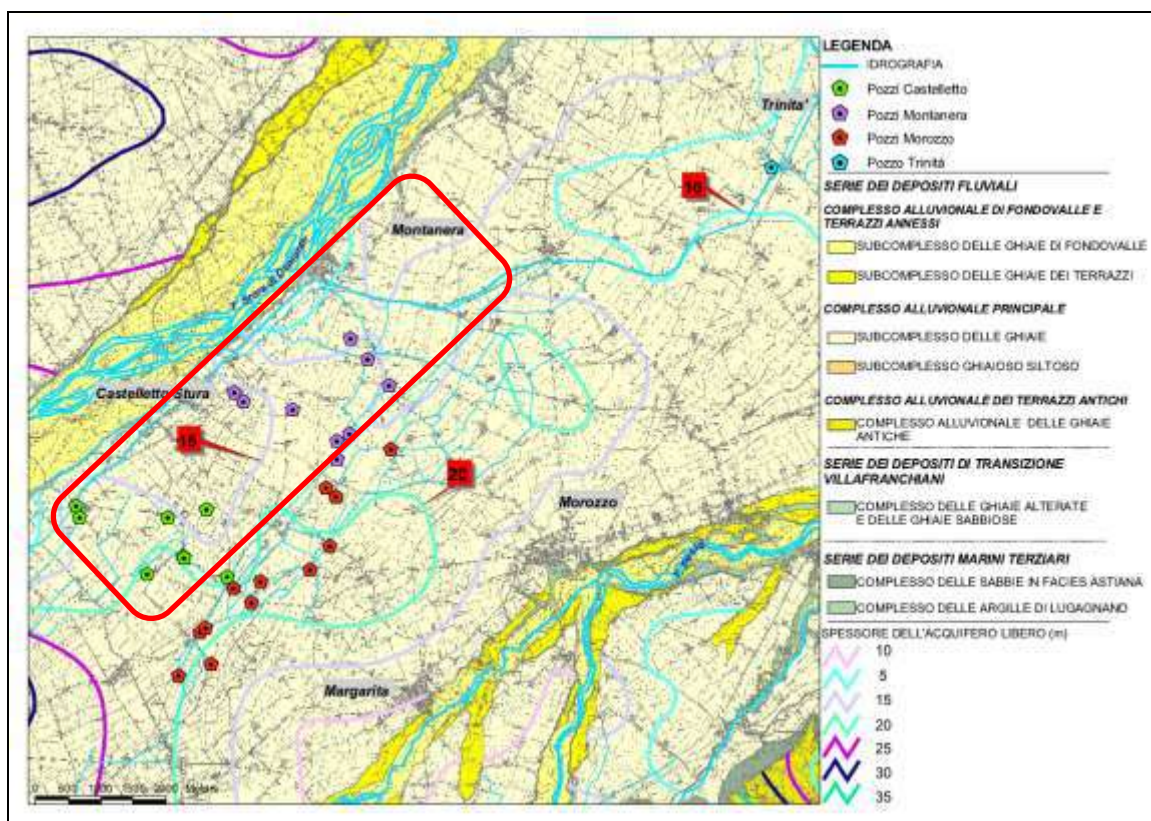 LEGENDA
IDROGRAFIA
Pozzi Castelletto
Pozzi Montanera
Pozzi Morozzo
Pozzo Trinità
SERIE DEI DEPOSITI FLUVIALI
COMPLESSO ALLUVIONALE DI FONDOVALLE E
TERRAZZI ANNESSI
SUBCOMPLESSO DELLE GHIAIE DI FONDOVALLE
SUBCOMPLESSO DELLE GHIAIE DEI TERRAZZI
COMPLESSO ALLUVIONALE PRINCIPALE
SUBCOMPLESSO DELLE GHIAIE
SUBCOMPLESSO GHIAIOSO SILTOSO
COMPLESSO ALLUVIONALE DEI TERRAZZI ANTICHI
COMPLESSO ALLUVIONALE DELLE GHIAIE
ANTICHE
SERIE DEI DEPOSITI DI TRANSIZIONE
VILLAFRANCHIANI
COMPLESSO DELLE GHIAIE ALTERATE
E DELLE GHIAIE SABBIOSE
SERIE DEI DEPOSITI MARINI TERZIARI
COMPLESSO DELLE SABBIE IN FACIES ASTIANA
COMPLESSO DELLE ARGILLE DI LUGAGNANO
SPESSORE DELL'ACQUIFERO LIBERO (m)
10
5
15
20
25
30
35
Trinita'
Montanera
Castelletto Stura
15
20
Morozzo
Margarita